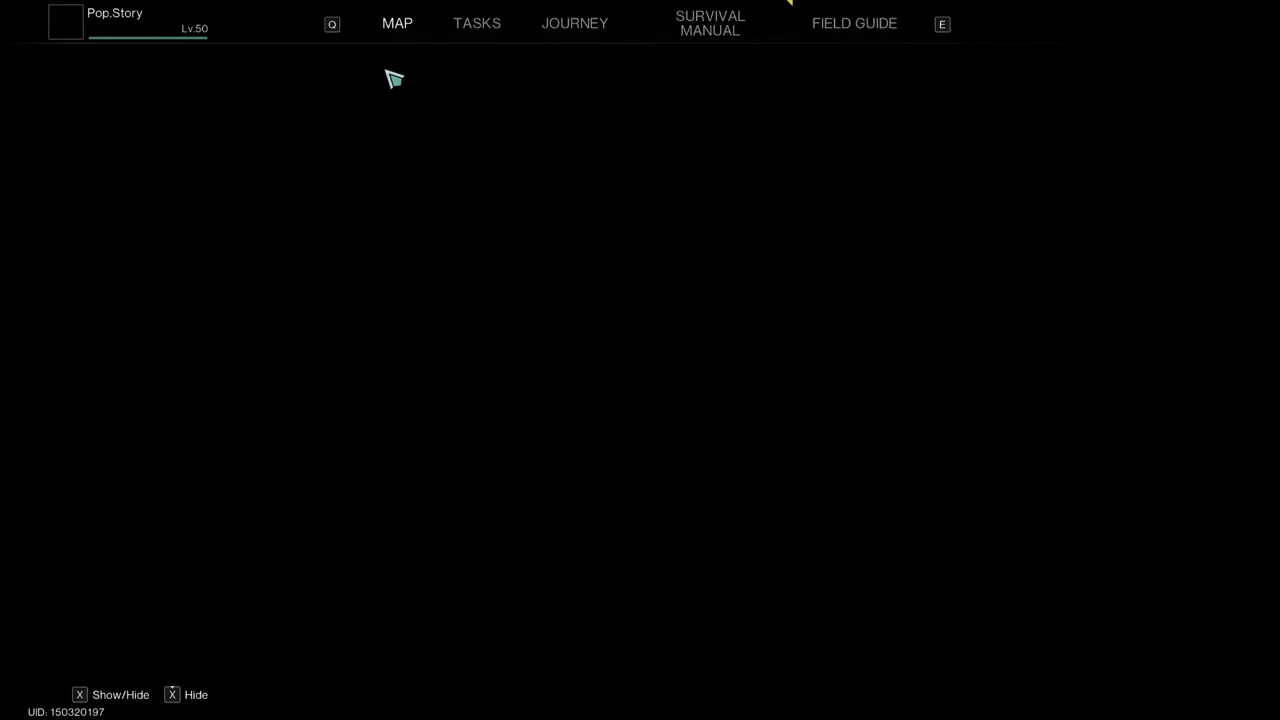 Pop.Story
Lv.50
Q
MAP
TASKS
JOURNEY
SURVIVAL
MANUAL
FIELD GUIDE
E
X Show/Hide
X Hide
UID: 150320197